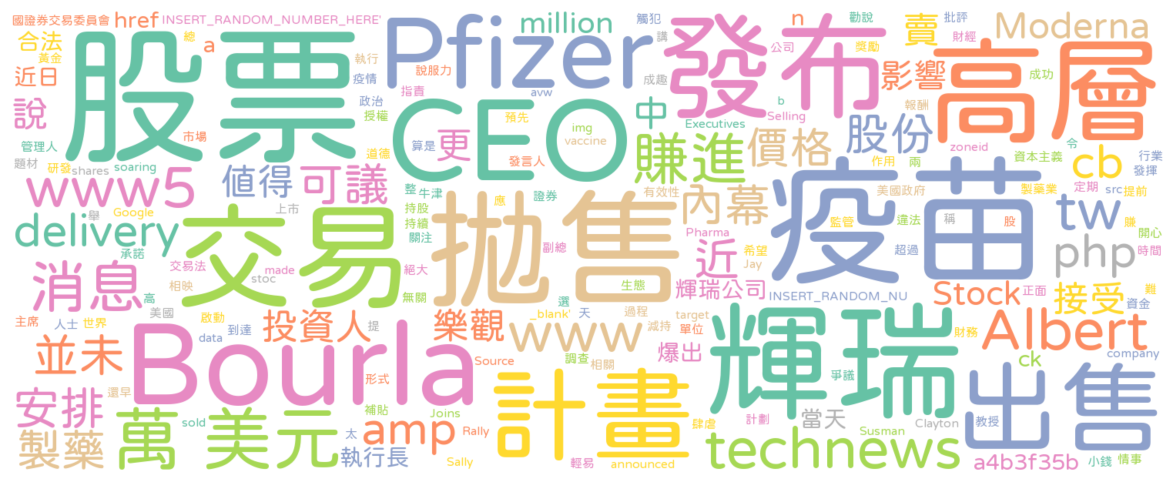 國證券交易委員會 href INSERT_RANDOM_NUMBER_HERE' million 觸犯 勸說 n 賣 批評 Moderna
合法 黃金 a 總 執行 Pfizer 講 發布 公司 獎勵 財經 高層
近日 股票 疫情 說服力 成趣 影響 成功
說 政治 指責 avw CEO 中 b Selling 報酬 股份
授權 預先 Executives 令
管理人 市場 道德 算是 更 img 發言人 vaccine 賺進 價格 zoneid cb 行業
題材 研發 shares soaring 作用 兩 資本主義 發揮
www5 值得 可議 整 牛津 證券 有效性 疫苗 美國政府 製藥業 定期 src 提前
舉 Google 上市 持股 應 拋售 內幕 監管 違法 稱 股 tw 賺
delivery 交易 持續 關注 Pharma 開心
承諾 副總 近 希望 超過 php 時間
消息 交易法 made 絕大 Jay
相映 stoc 無關 生態 輝瑞公司 INSERT_RANDOM_NU Stock 正面 接受
高 美國 選 _blank' 天 過程 target 減持 難
主席 人士 世界 啟動 投資人 提 樂觀 www 單位 輝瑞 財務 Albert 資金
並未 data 到達 Bourla Source 調查 相關 爆出 爭議 ck company
安排 還早 形式 計畫 出售
補貼 Joins 計劃 當天 Clayton 教授
萬 美元 sold 太 amp Rally 肆虐 Susman
製藥 執行長 Sally 輕易 announced technews a4b3f35b 小錢 情事